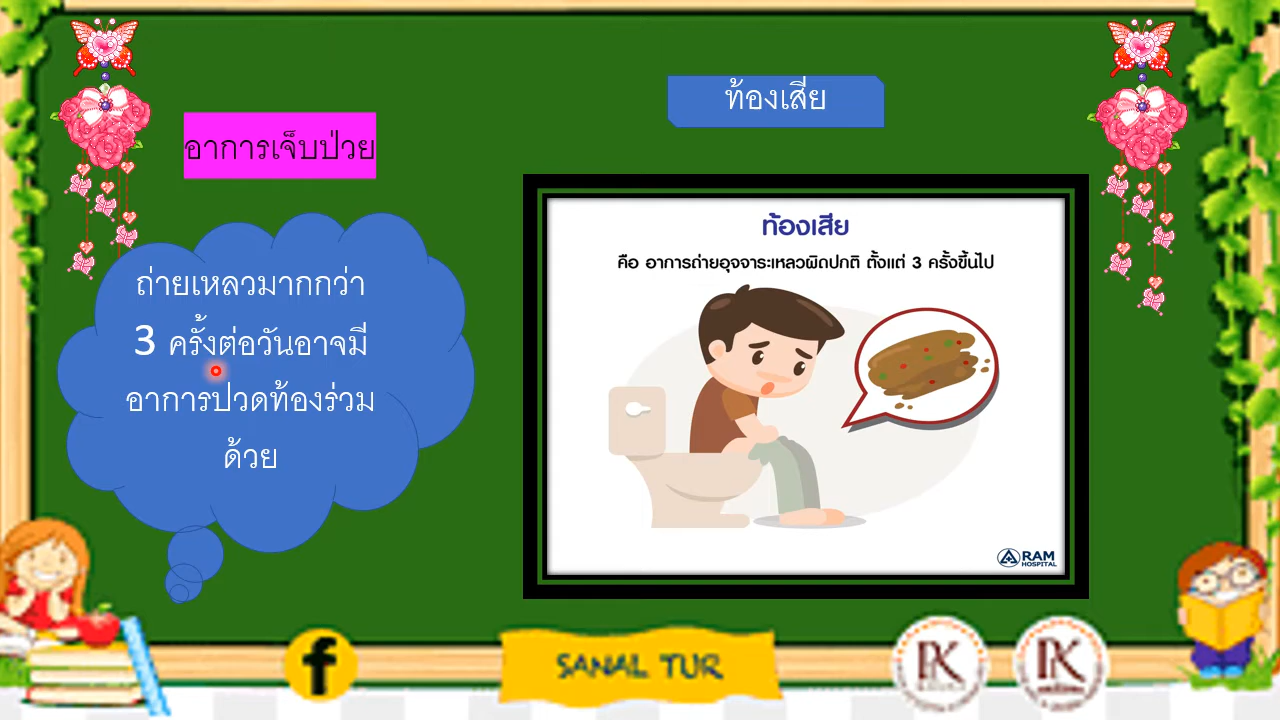 ท้องเสี่ย
อาการเจ็บป่วย
ถ่ายเหลวมากกว่า
3 ครั้งต่อวันอาจมี
อาการปวดท้องร่วม
ด้วย
ท้องเสีย
คือ อาการถ่ายอุจจาระเหลวผิดปกติ ตั้งแต่ 3 ครั้งขึ้นไป
RAM
HOSPITAL
f
SANAL TUR
PK
PK